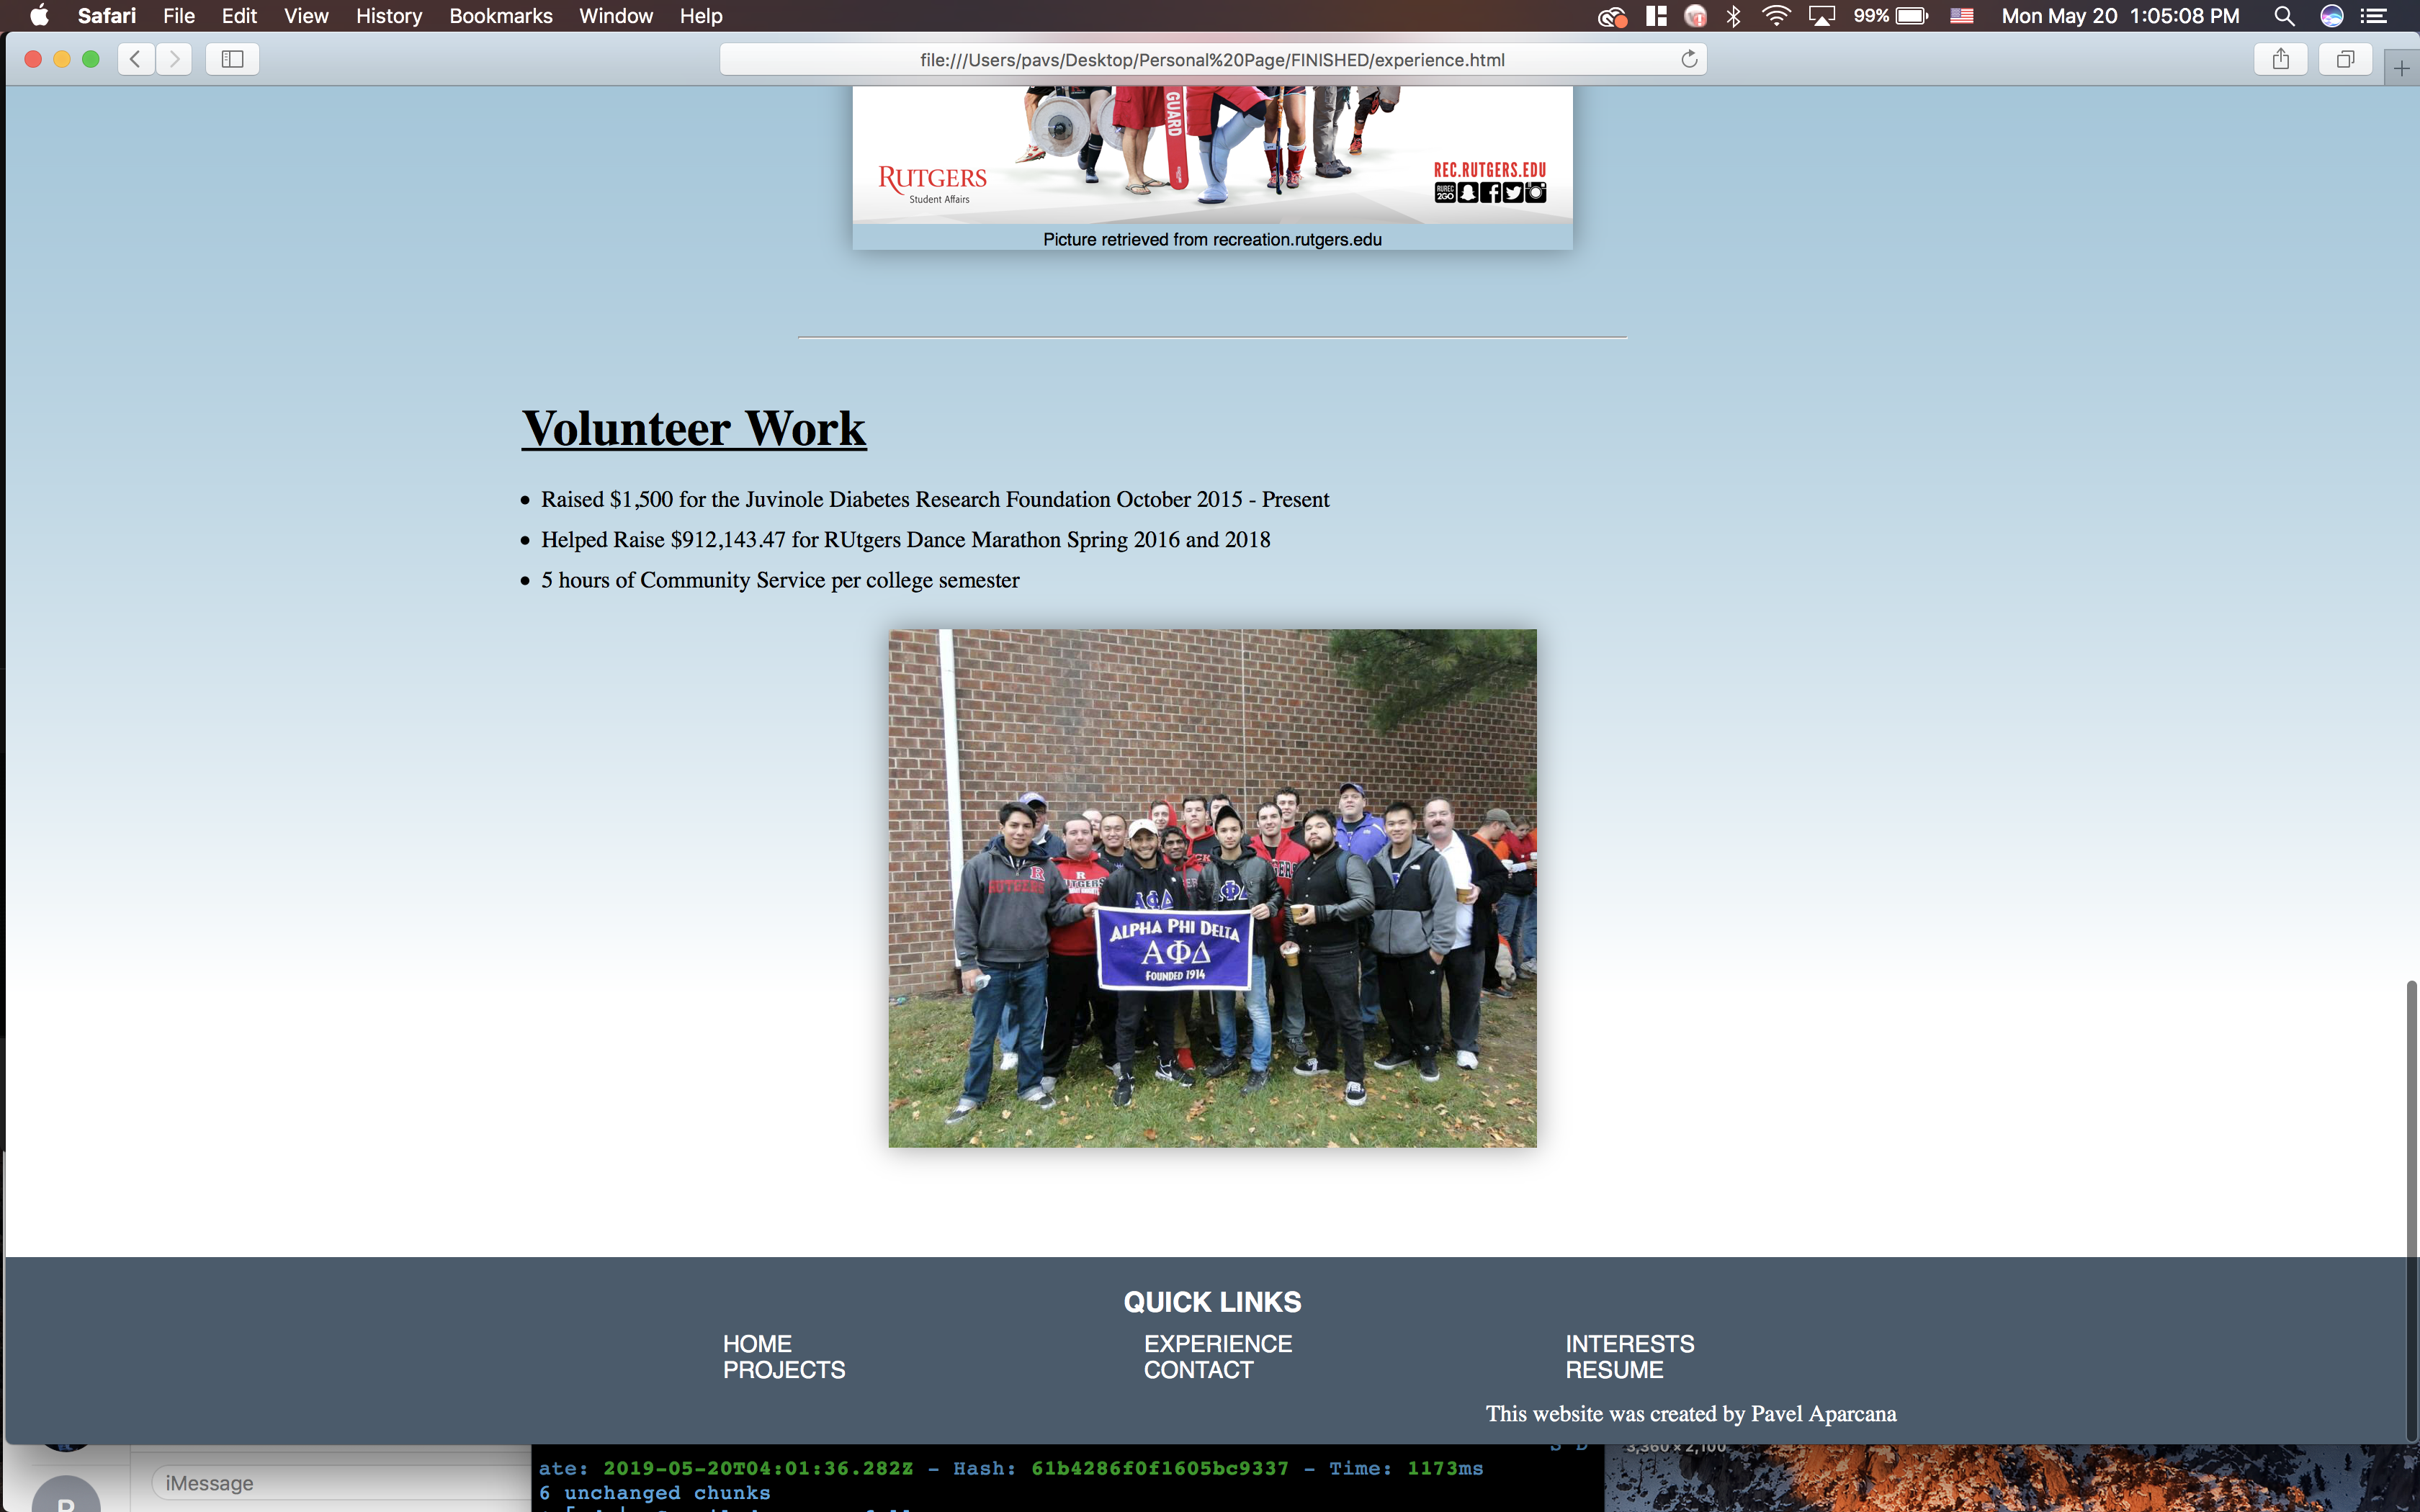 Safari File Edit View History Bookmarks Window Help 99% Mon May 20 1:05:08 PM
file:///Users/pavs/Desktop/Personal%20Page/FINISHED/experience.html
GUARD
RUTGERS
Student Affairs
REC.RUTGERS.EDU
RUREC
2GO
Picture retrieved from recreation.rutgers.edu
Volunteer Work
• Raised $1,500 for the Juvinole Diabetes Research Foundation October 2015 - Present
• Helped Raise $912,143.47 for RUtgers Dance Marathon Spring 2016 and 2018
• 5 hours of Community Service per college semester
R
RUTGERS
R
ΑΦΔ
ALPHA PHI DELTA
ΑΦΔ
FOUNDED 1914
QUICK LINKS
HOME EXPERIENCE INTERESTS
PROJECTS CONTACT RESUME
This website was created by Pavel Aparcana
3,360 × 2,100
iMessage
ate: 2019-05-20T04:01:36.282Z - Hash: 61b4286f0f1605bc9337 - Time: 1173ms
6 unchanged chunks